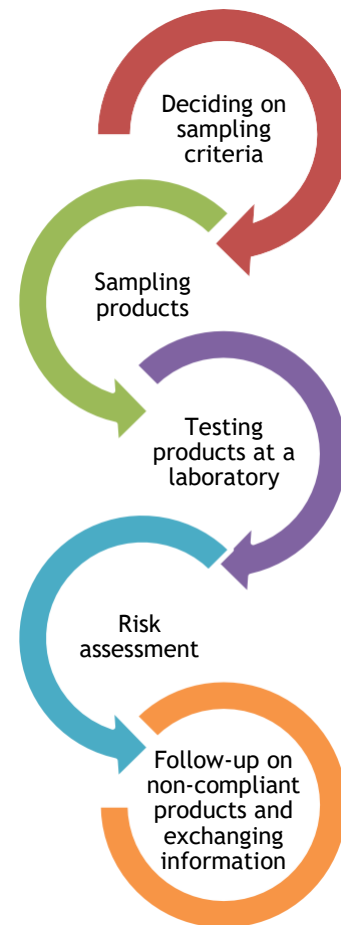 Deciding on
sampling
criteria
Sampling
products
Testing
products at a
laboratory
Risk
assessment
Follow-up on
non-compliant
products and
exchanging
information